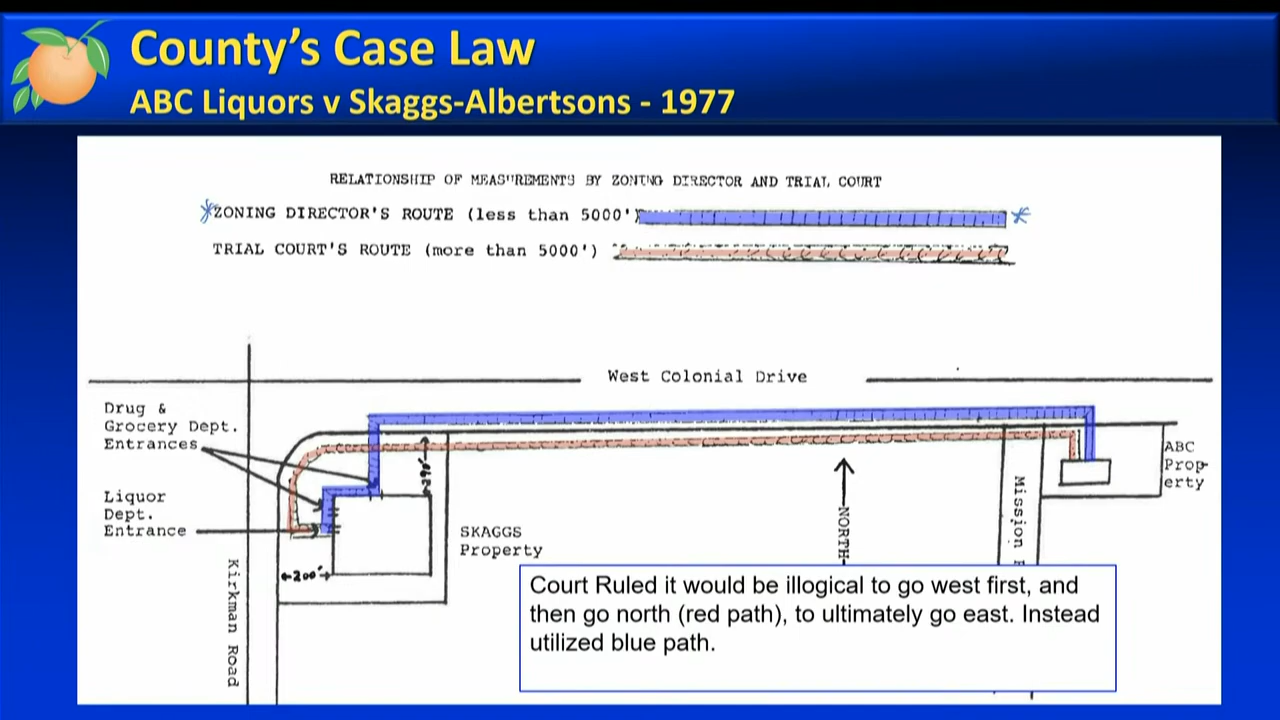 County's Case Law
ABC Liquors v Skaggs-Albertsons - 1977
RELATIONSHIP OF MEASUREMENTS BY ZONING DIRECTOR AND TRIAL COURT
*ZONING DIRECTOR'S ROUTE (less than 5000') *
TRIAL COURT'S ROUTE (more than 5000')
West Colonial Drive
Drug &
Grocery Dept.
Entrances
Liquor
Dept.
Entrance
200'
SKAGGS
Property
NORTH
Mission
ABC
Prop-
erty
Kirkman Road
Court Ruled it would be illogical to go west first, and
then go north (red path), to ultimately go east. Instead
utilized blue path.